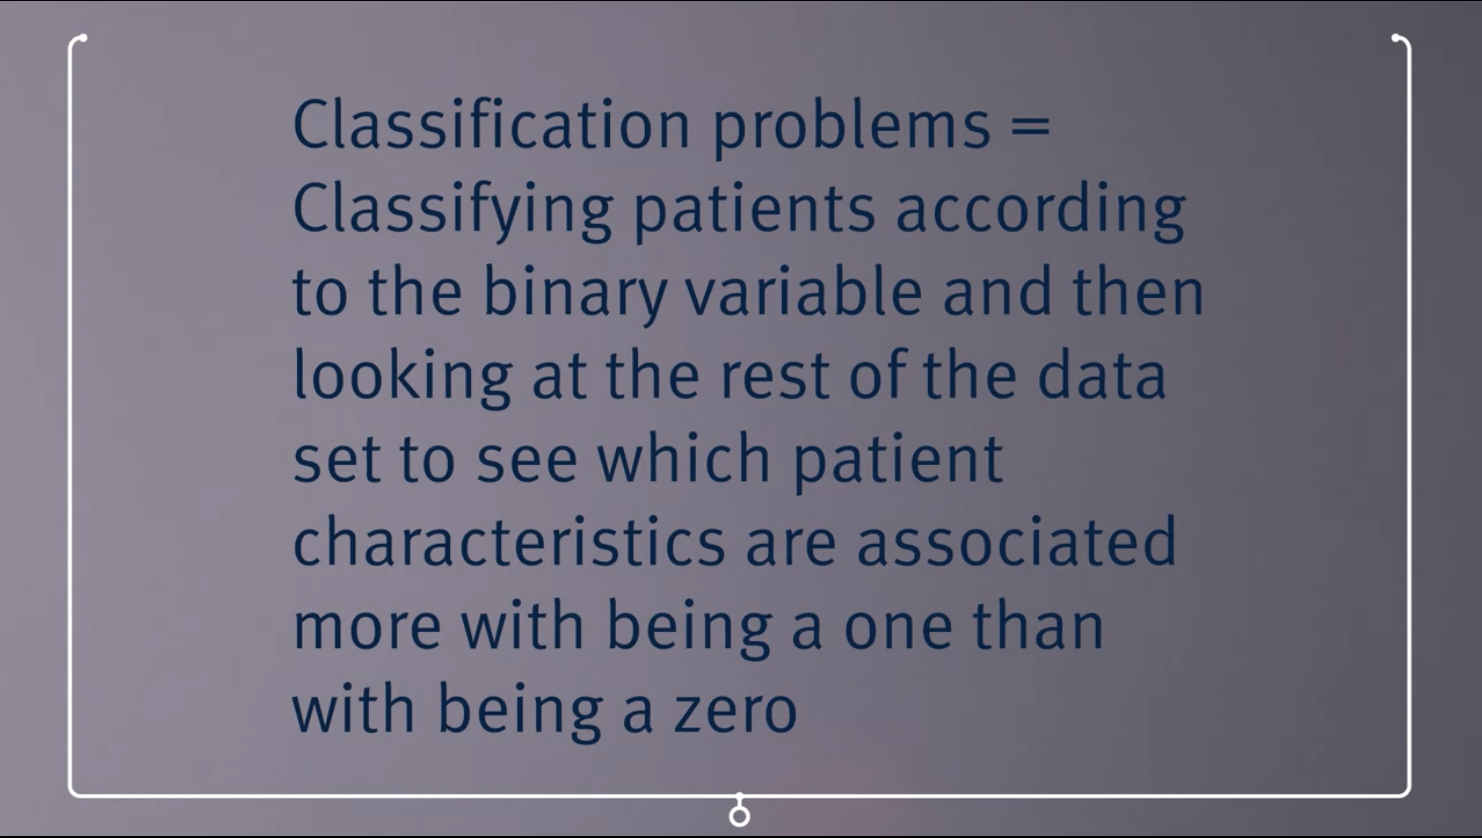 Classification problems =
Classifying patients according
to the binary variable and then
looking at the rest of the data
set to see which patient
characteristics are associated
more with being a one than
with being a zero